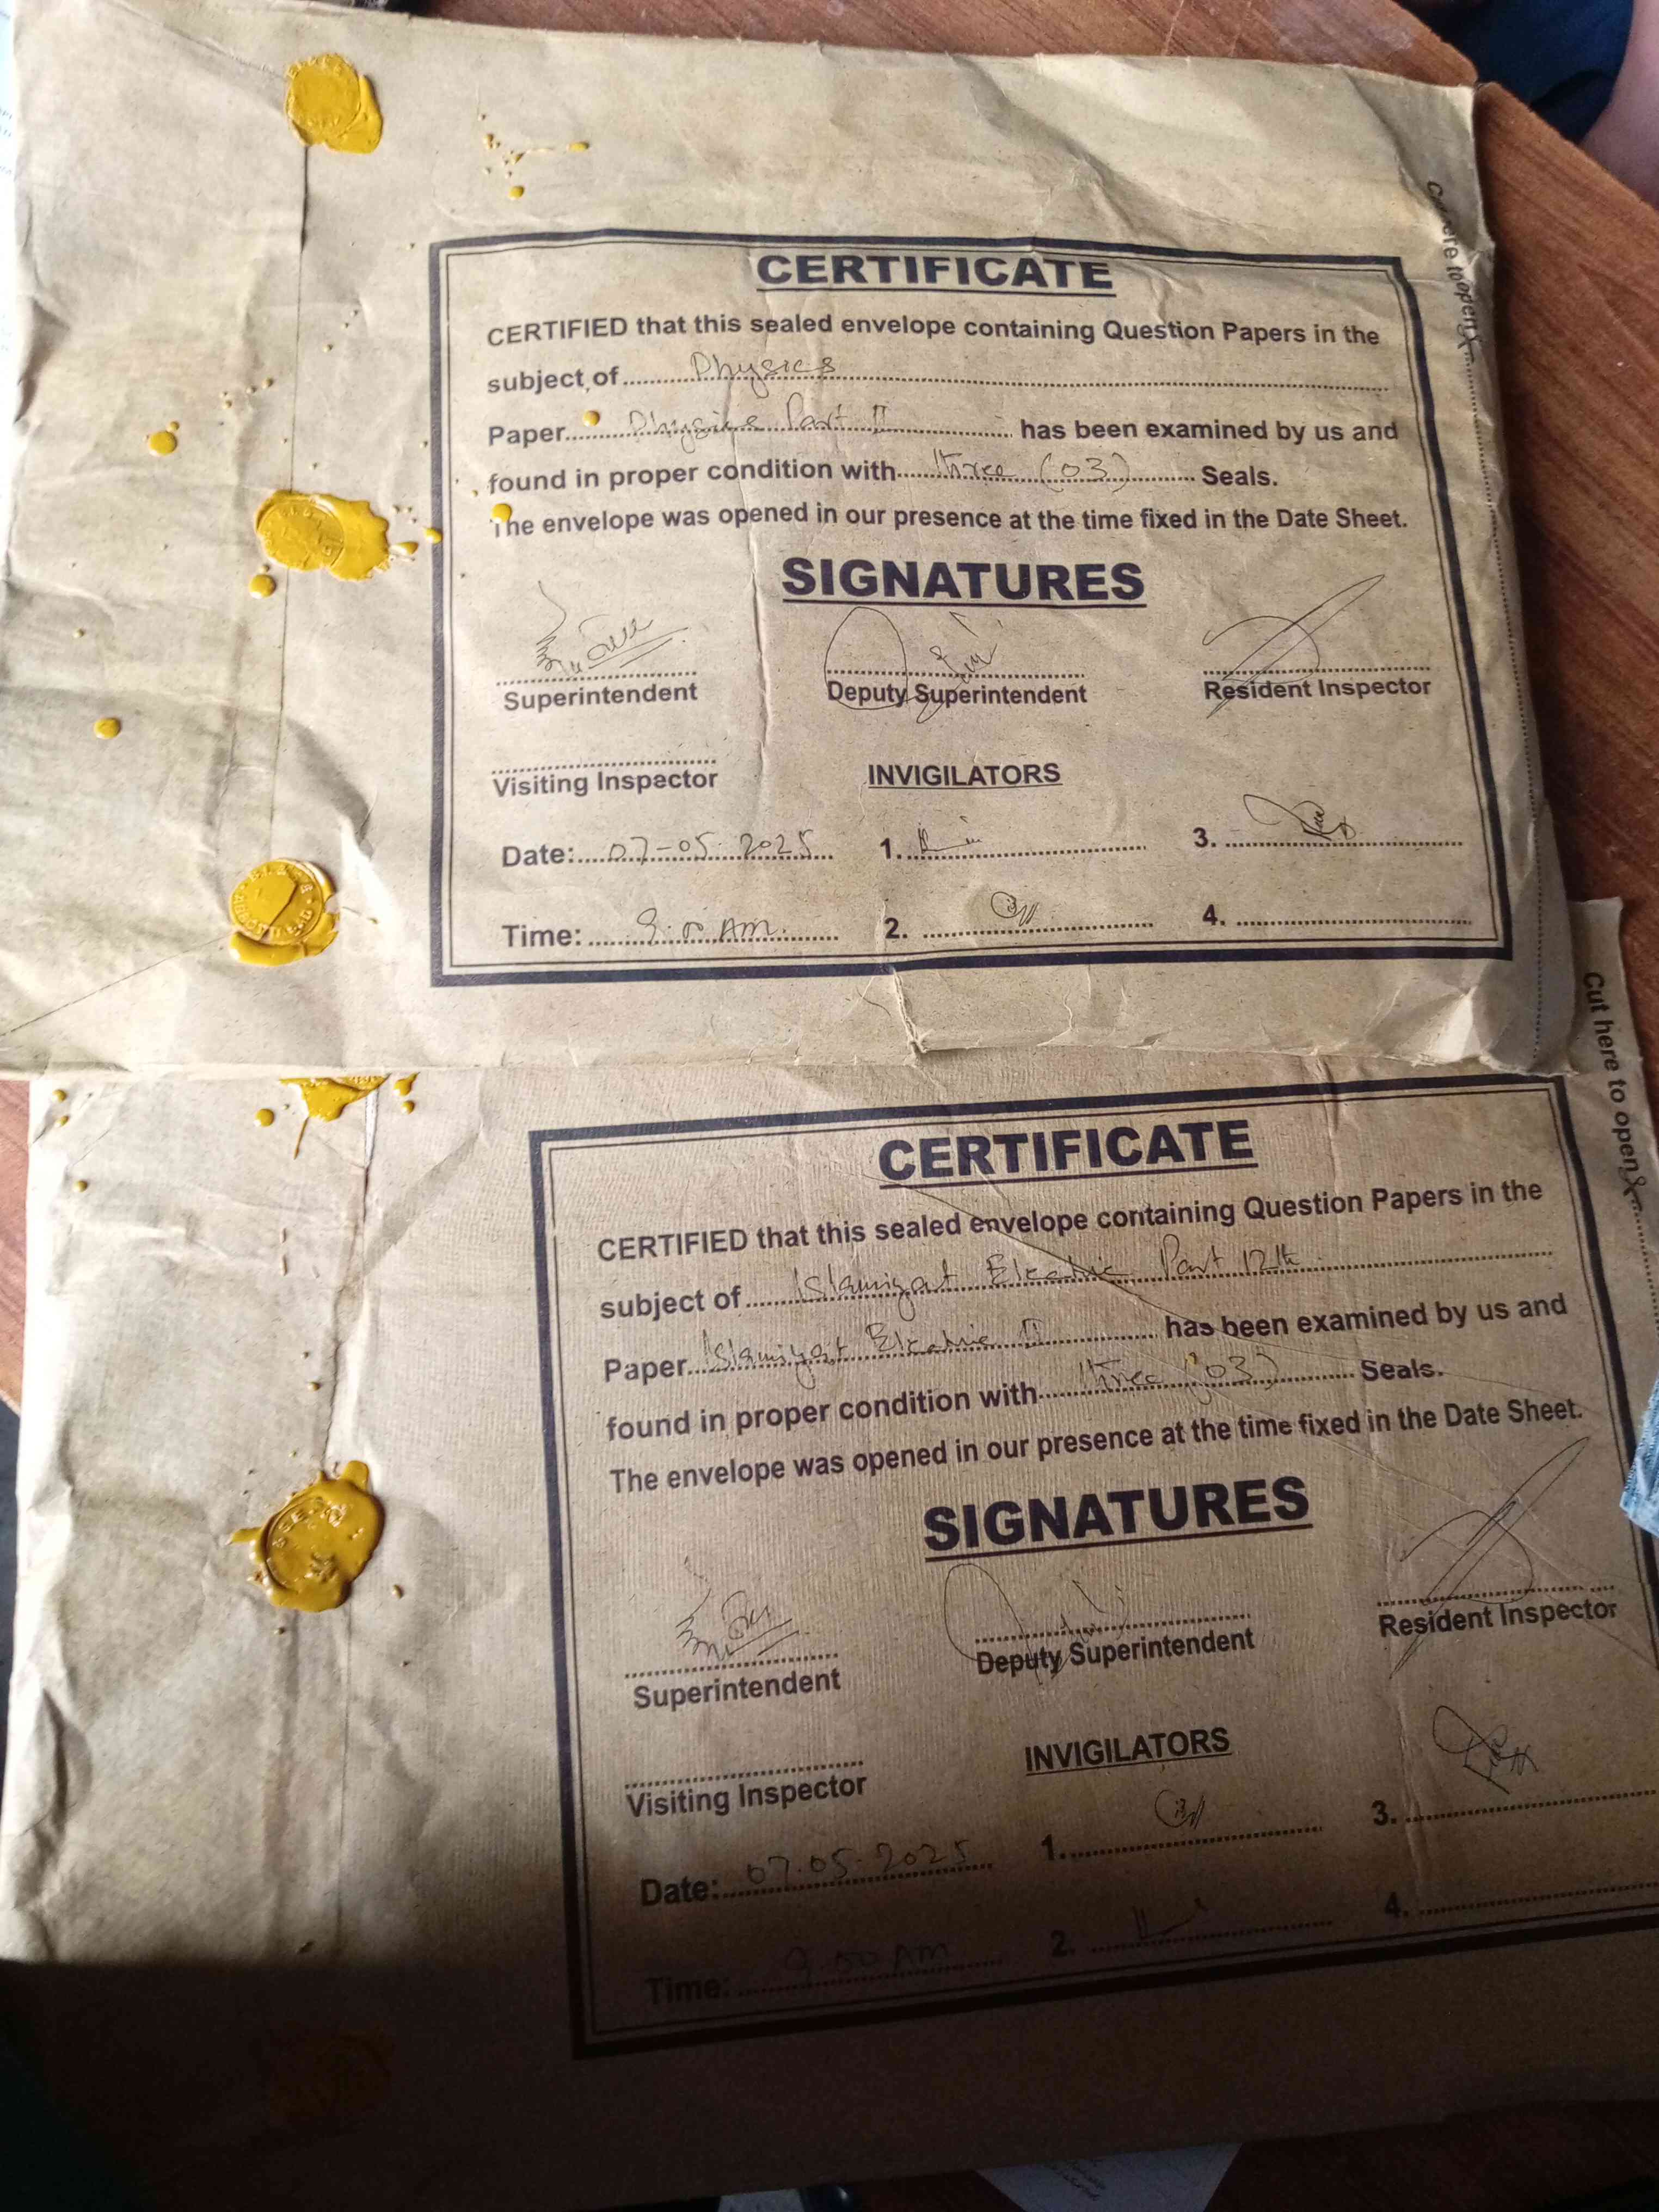 Cut here to open
CERTIFICATE
CERTIFIED that this sealed envelope containing Question Papers in the
subject of Physics
Paper Physics Part II has been examined by us and
found in proper condition with three (03) Seals.
The envelope was opened in our presence at the time fixed in the Date Sheet.
SIGNATURES
Superintendent Deputy Superintendent Resident Inspector
Visiting Inspector INVIGILATORS
Date: 07-05-2025 1. 3.
Time: AM 2. 4.
Cut here to open
CERTIFICATE
CERTIFIED that this sealed envelope containing Question Papers in the
subject of Islamiyat Elective Part 12th
Paper Islamiyat Elective II has been examined by us and
found in proper condition with three (03) Seals.
The envelope was opened in our presence at the time fixed in the Date Sheet.
SIGNATURES
Superintendent Deputy Superintendent Resident Inspector
Visiting Inspector INVIGILATORS
Date: 07.05.2025 1. 3.
Time: AM 2. 4.